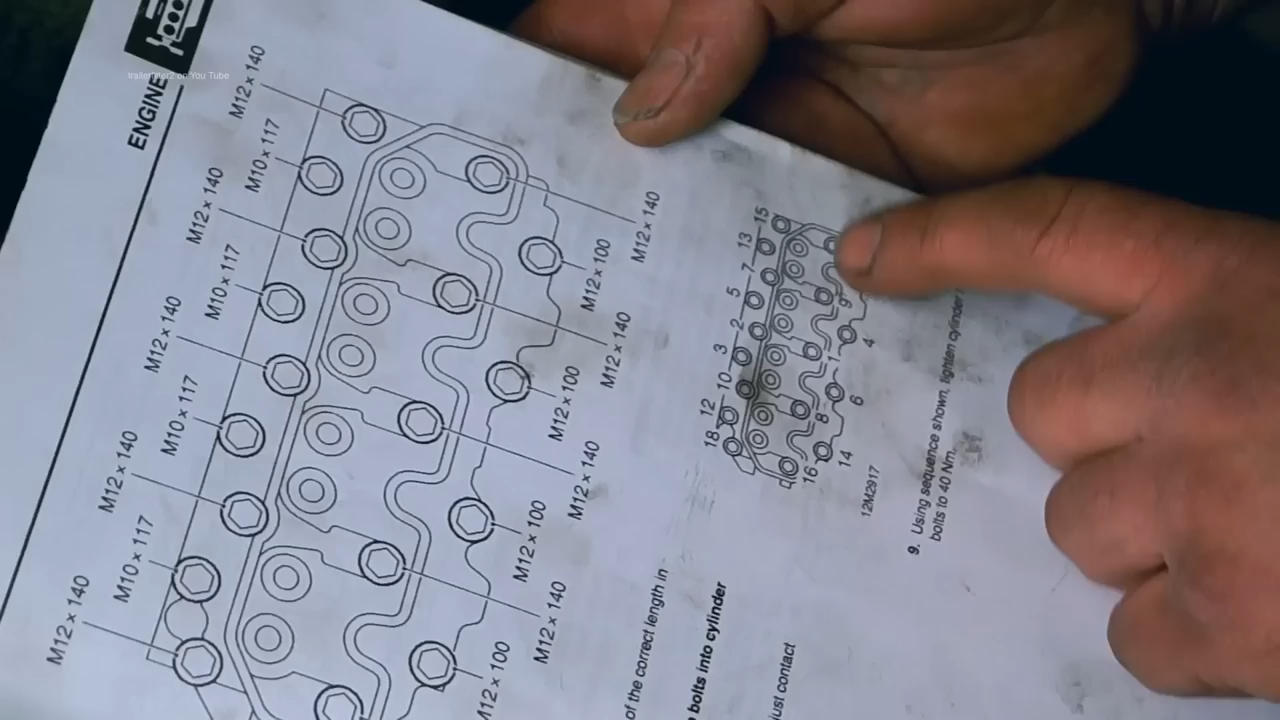 trailerfitter2 on You Tube
ENGINE
M12 x 140
M10 x 117
M12 x 140
M10 x 117
M12 x 140
M10 x 117
M12 x 140
M10 x 117
M12 x 140
M12 x 140
M12 x 100
M12 x 140
M12 x 100
M12 x 140
M12 x 100
M12 x 140
M12 x 100
15
13
7
5
2
3
10
12
18
9
4
1
6
8
14
16
12M2917
9. Using sequence shown, tighten cylinder
bolts to 40 Nm.
of the correct length in
bolts into cylinder
just contact